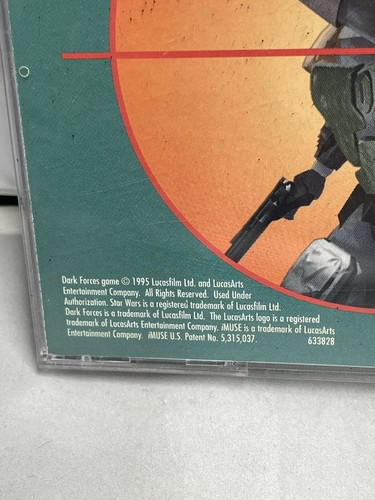 Dark Forces game © 1995 Lucasfilm Ltd. and LucasArts
Entertainment Company. All Rights Reserved. Used Under
Authorization. Star Wars is a registered trademark of Lucasfilm Ltd.
Dark Forces is a trademark of Lucasfilm Ltd. The LucasArts logo is a registered
trademark of LucasArts Entertainment Company. iMUSE is a trademark of LucasArts
Entertainment Company. iMUSE U.S. Patent No. 5,315,037. 633828